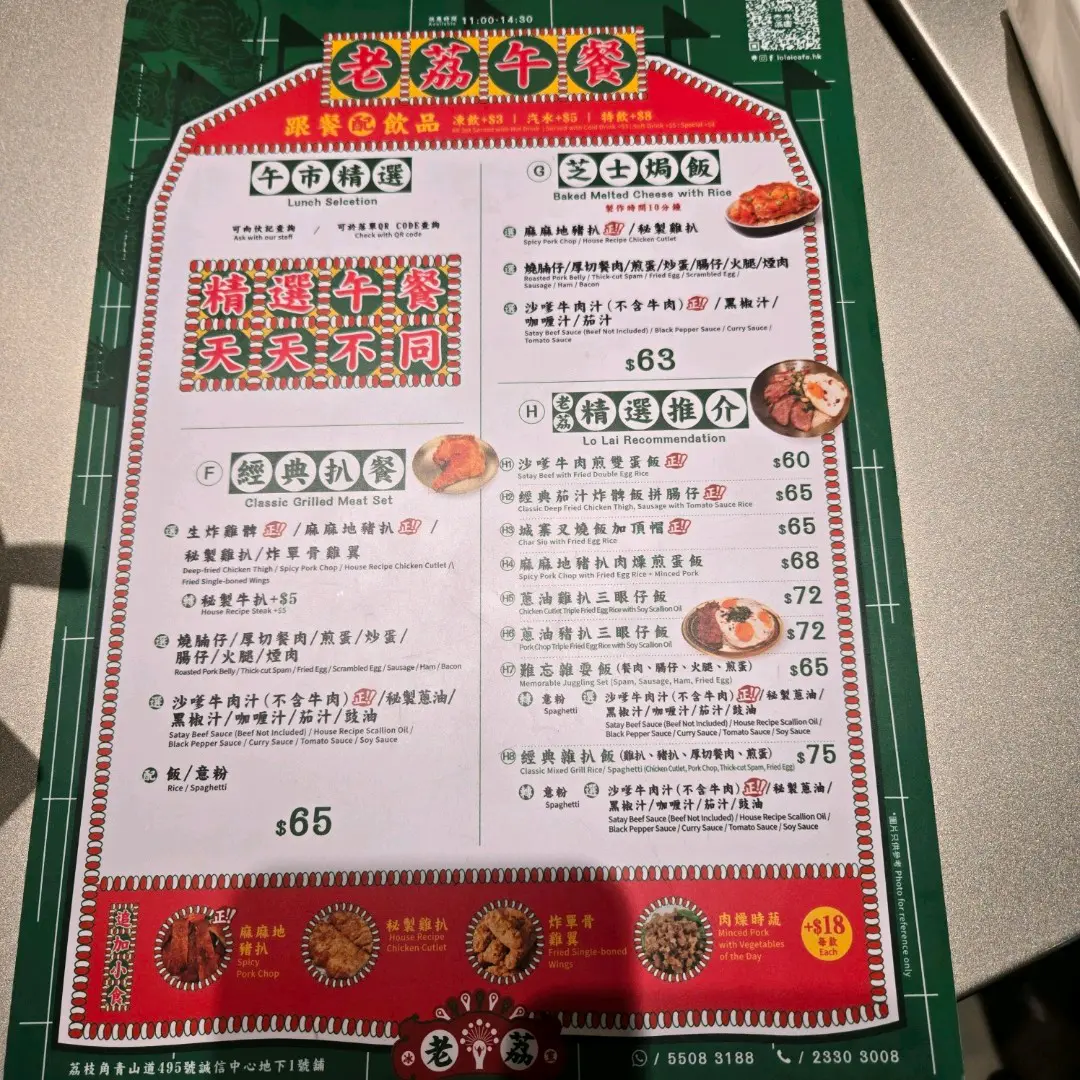 供應時間
Available 11:00-14:30
lolaicafe.hk
老荔午餐
跟餐配飲品 凍飲+$3 | 汽水+$5 | 特飲+$8
午市精選
Lunch Selcetion
可向伙記查詢 / 可於落單QR CODE查詢
Ask with our staff Check with QR code
精選午餐
天天不同
F 經典扒餐
Classic Grilled Meat Set
選 生炸雞髀 正!! / 麻麻地豬扒 正!! /
秘製雞扒/炸單骨雞翼
Deep-fried Chicken Thigh / Spicy Pork Chop / House Recipe Chicken Cutlet /\
Fried Single-boned Wings
轉 秘製牛扒+$5
House Recipe Steak +$5
選 燒腩仔/厚切餐肉/煎蛋/炒蛋/
腸仔/火腿/煙肉
Roasted Pork Belly / Thick-cut Spam / Fried Egg / Scrambled Egg / Sausage / Ham / Bacon
選 沙嗲牛肉汁(不含牛肉) 正!! /秘製蔥油/
黑椒汁/咖喱汁/茄汁/豉油
Satay Beef Sauce (Beef Not Included) / House Recipe Scallion Oil /
Black Pepper Sauce / Curry Sauce / Tomato Sauce / Soy Sauce
配 飯/意粉
Rice / Spaghetti
$65
G 芝士焗飯
Baked Melted Cheese with Rice
製作時間10分鐘
選 麻麻地豬扒 正!! /秘製雞扒
Spicy Pork Chop / House Recipe Chicken Cutlet
選 燒腩仔/厚切餐肉/煎蛋/炒蛋/腸仔/火腿/煙肉
Roasted Pork Belly / Thick-cut Spam / Fried Egg / Scrambled Egg /
Sausage / Ham / Bacon
選 沙嗲牛肉汁(不含牛肉) 正!! /黑椒汁/
咖喱汁/茄汁
Satay Beef Sauce (Beef Not Included) / Black Pepper Sauce / Curry Sauce /
Tomato Sauce
$63
H 老荔精選推介
Lo Lai Recommendation
H1 沙嗲牛肉煎雙蛋飯 正!! $60
Satay Beef with Fried Double Egg Rice
H2 經典茄汁炸髀飯拼腸仔 正!! $65
Classic Deep Fried Chicken Thigh, Sausage with Tomato Sauce Rice
H3 城寨叉燒飯加頂帽 正!! $65
Char Siu with Fried Egg Rice
H4 麻麻地豬扒肉燥煎蛋飯 $68
Spicy Pork Chop with Fried Egg Rice + Minced Pork
H5 蔥油雞扒三眼仔飯 $72
Chicken Cutlet Triple Fried Egg Rice with Soy Scallion Oil
H6 蔥油豬扒三眼仔飯 $72
Pork Chop Triple Fried Egg Rice with Soy Scallion Oil
H7 難忘雜耍飯 (餐肉、腸仔、火腿、煎蛋) $65
Memorable Juggling Set (Spam, Sausage, Ham, Fried Egg)
轉 意粉 選 沙嗲牛肉汁(不含牛肉) 正!! /秘製蔥油/
Spaghetti 黑椒汁/咖喱汁/茄汁/豉油
Satay Beef Sauce (Beef Not Included) / House Recipe Scallion Oil /
Black Pepper Sauce / Curry Sauce / Tomato Sauce / Soy Sauce
H8 經典雜扒飯 (雞扒、豬扒、厚切餐肉、煎蛋) $75
Classic Mixed Grill Rice/ Spaghetti (Chicken Cutlet, Pork Chop, Thick-cut Spam, Fried Egg)
轉 意粉 選 沙嗲牛肉汁(不含牛肉) 正!! /秘製蔥油/
Spaghetti 黑椒汁/咖喱汁/茄汁/豉油
Satay Beef Sauce (Beef Not Included) / House Recipe Scallion Oil /
Black Pepper Sauce / Curry Sauce / Tomato Sauce / Soy Sauce
*圖片只供參考 Photo for reference only
追加小食
正!! 麻麻地
豬扒
Spicy
Pork Chop
秘製雞扒
House Recipe
Chicken Cutlet
炸單骨
雞翼
Fried Single-boned
Wings
肉燥時蔬
Minced Pork
with Vegetables
of the Day
+$18
每款
Each
老荔
荔枝角青山道495號誠信中心地下1號舖
/ 5508 3188 / 2330 3008